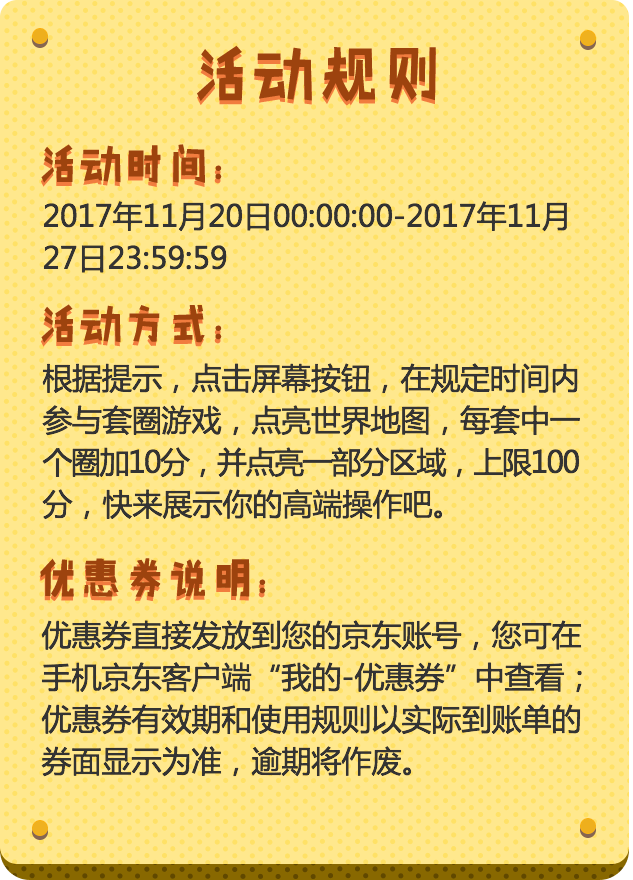 活动规则
活动时间：
2017年11月20日00:00:00-2017年11月
27日23:59:59
活动方式：
根据提示，点击屏幕按钮，在规定时间内
参与套圈游戏，点亮世界地图，每套中一
个圈加10分，并点亮一部分区域，上限100
分，快来展示你的高端操作吧。
优惠券说明：
优惠券直接发放到您的京东账号，您可在
手机京东客户端“我的-优惠券”中查看；
优惠券有效期和使用规则以实际到账单的
券面显示为准，逾期将作废。